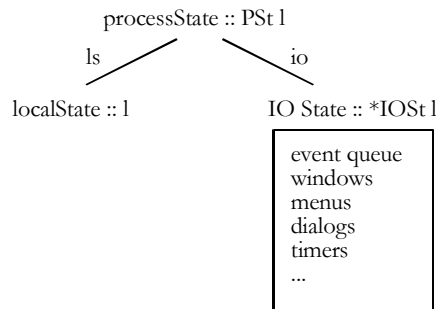 processState :: PSt l
ls io
localState :: l IO State :: *IOSt l
event queue
windows
menus
dialogs
timers
...